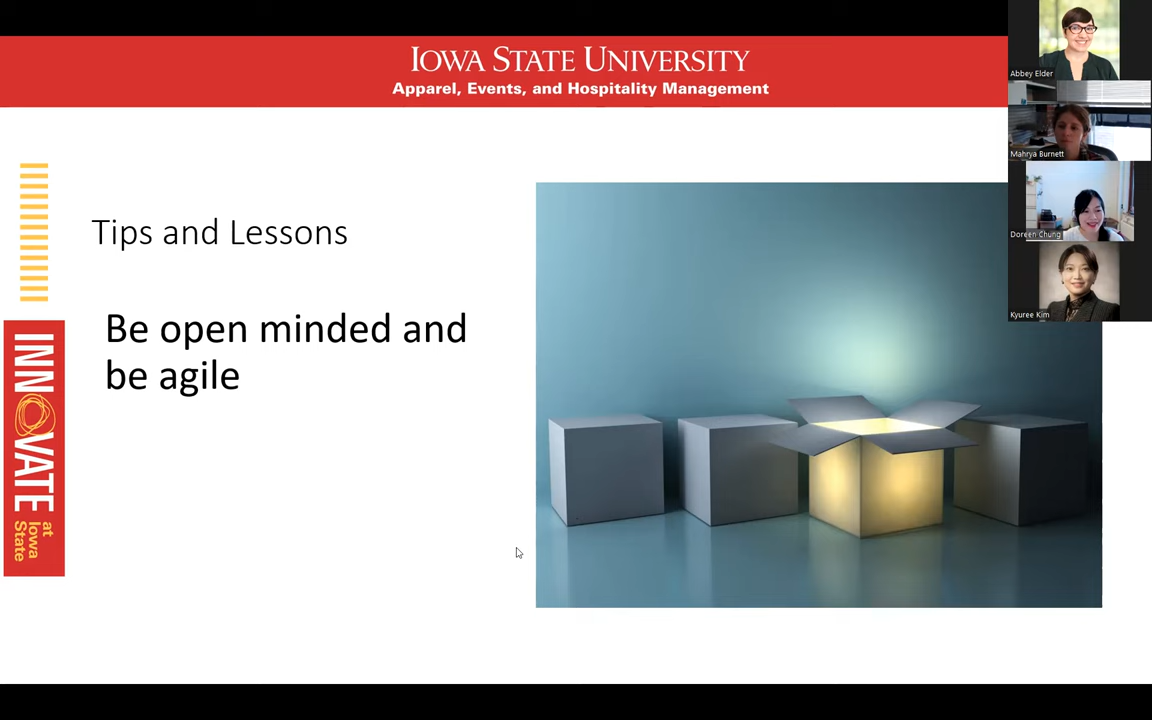 IOWA STATE UNIVERSITY
Apparel, Events, and Hospitality Management
Tips and Lessons
Be open minded and
be agile
INNOVATE
at
Iowa
State
Abbey Elder
Mahrya Burnett
Doreen Chung
Kyuree Kim